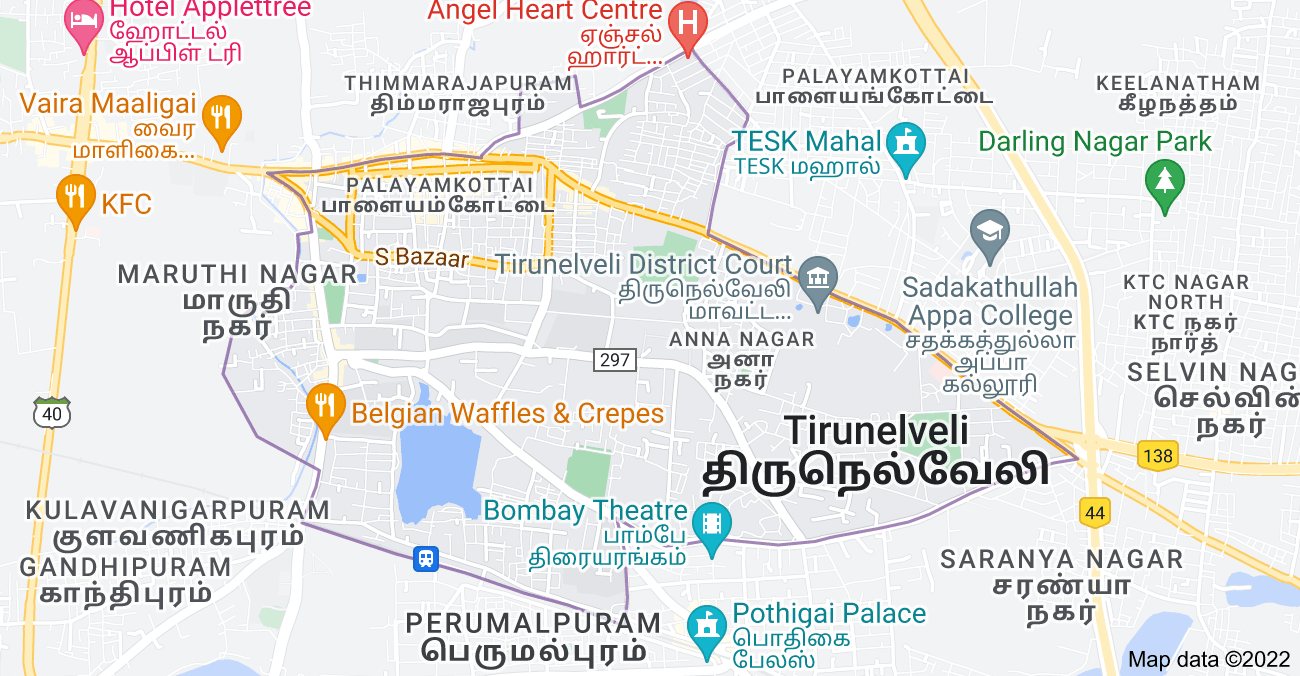 Hotel Applettree
ஹோட்டல்
ஆப்பிள் ட்ரி
Angel Heart Centre
ஏஞ்சல்
ஹார்ட்...
THIMMARAJAPURAM
திம்மராஜபுரம்
PALAYAMKOTTAI
பாளையங்கோட்டை
KEELANATHAM
கீழநத்தம்
Vaira Maaligai
வைர
மாளிகை...
TESK Mahal
TESK மஹால்
Darling Nagar Park
KFC
PALAYAMKOTTAI
பாளையம்கோட்டை
S Bazaar
MARUTHI NAGAR
மாருதி
நகர்
Tirunelveli District Court
திருநெல்வேலி
மாவட்ட...
Sadakathullah
Appa College
சதக்கத்துல்லா
அப்பா
கல்லூரி
KTC NAGAR
NORTH
KTC நகர்
நார்த்
ANNA NAGAR
அனா
நகர்
297
SELVIN NAG
செல்வின்
நகர்
40
Belgian Waffles & Crepes
Tirunelveli
திருநெல்வேலி
138
44
KULAVANIGARPURAM
குளவணிகபுரம்
GANDHIPURAM
காந்திபுரம்
Bombay Theatre
பாம்பே
திரையரங்கம்
SARANYA NAGAR
சரண்யா
நகர்
PERUMALPURAM
பெருமல்புரம்
Pothigai Palace
பொதிகை
பேலஸ்
Map data ©2022